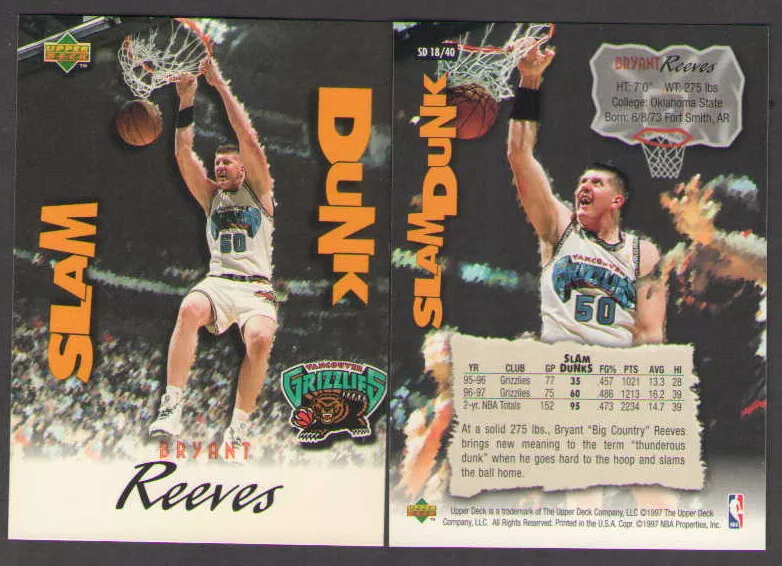 UPPER
DECK
TM
SLAM
DUNK
50
VANCOUVER
GRIZZLIES
BRYANT
Reeves
SD 18/40
SLAM DUNK
BRYANT Reeves
HT: 7'0" WT: 275 lbs
College: Oklahoma State
Born: 6/8/73 Fort Smith, AR
VANCOUVER
GRIZZLIES
50
YR CLUB GP SLAM DUNKS FG% PTS AVG HI
95-96 Grizzlies 77 35 .457 1021 13.3 28
96-97 Grizzlies 75 60 .486 1213 16.2 39
2-yr. NBA Totals 152 95 .473 2234 14.7 39
At a solid 275 lbs., Bryant "Big Country" Reeves
brings new meaning to the term "thunderous
dunk" when he goes hard to the hoop and slams
the ball home.
UPPER
DECK
TM
Upper Deck is a trademark of The Upper Deck Company, LLC ©1997 The Upper Deck
Company, LLC. All Rights Reserved. Printed in the U.S.A. Copr. ©1997 NBA Properties, Inc.
NBA